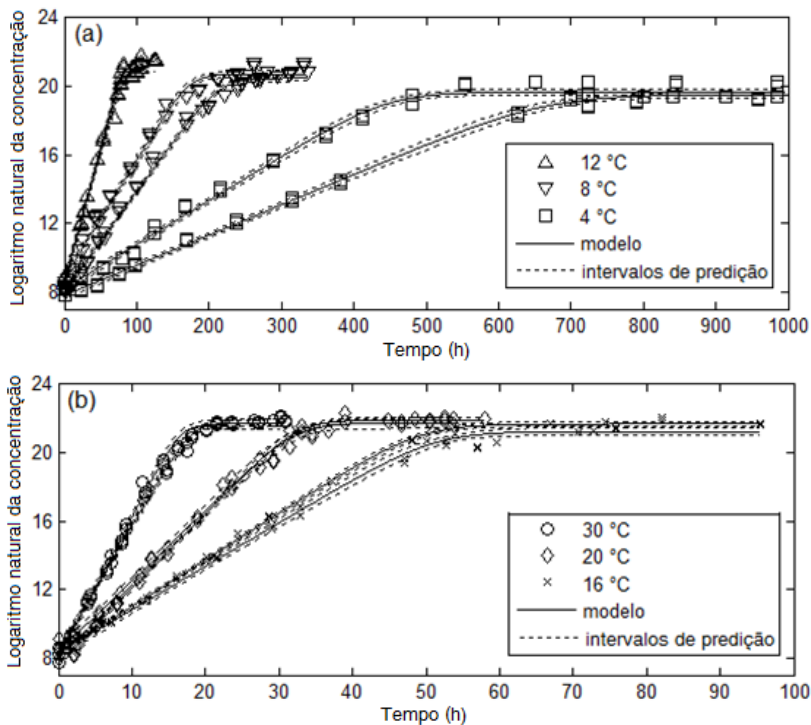 (a)
Logaritmo natural da concentração
24
20
16
12
8
12 °C
8 °C
4 °C
modelo
intervalos de predição
0 100 200 300 400 500 600 700 800 900 1000
Tempo (h)
(b)
Logaritmo natural da concentração
24
20
16
12
8
30 °C
20 °C
16 °C
modelo
intervalos de predição
0 10 20 30 40 50 60 70 80 90 100
Tempo (h)